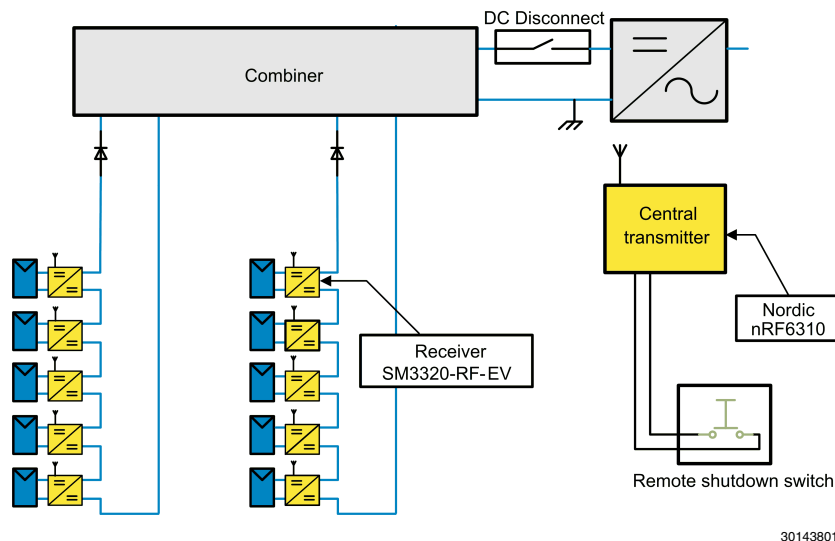 DC Disconnect
Combiner
Central
transmitter
Nordic
nRF6310
Receiver
SM3320-RF-EV
Remote shutdown switch
30143801